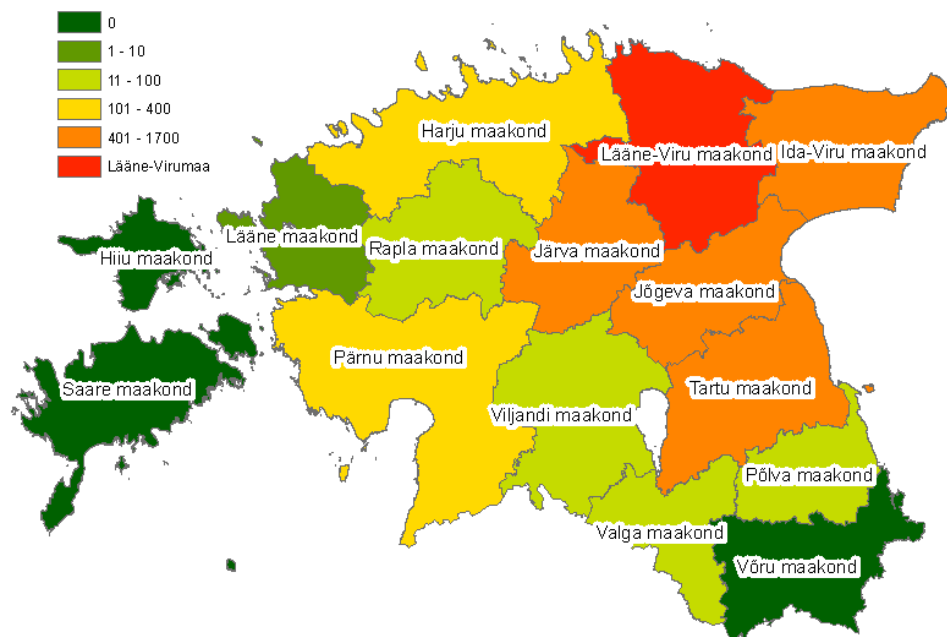 0
1 - 10
11 - 100
101 - 400
401 - 1700
Lääne-Virumaa
Harju maakond
Lääne-Viru maakond
Ida-Viru maakond
Lääne maakond
Rapla maakond
Järva maakond
Hiiu maakond
Jõgeva maakond
Pärnu maakond
Saare maakond
Tartu maakond
Viljandi maakond
Põlva maakond
Valga maakond
Võru maakond